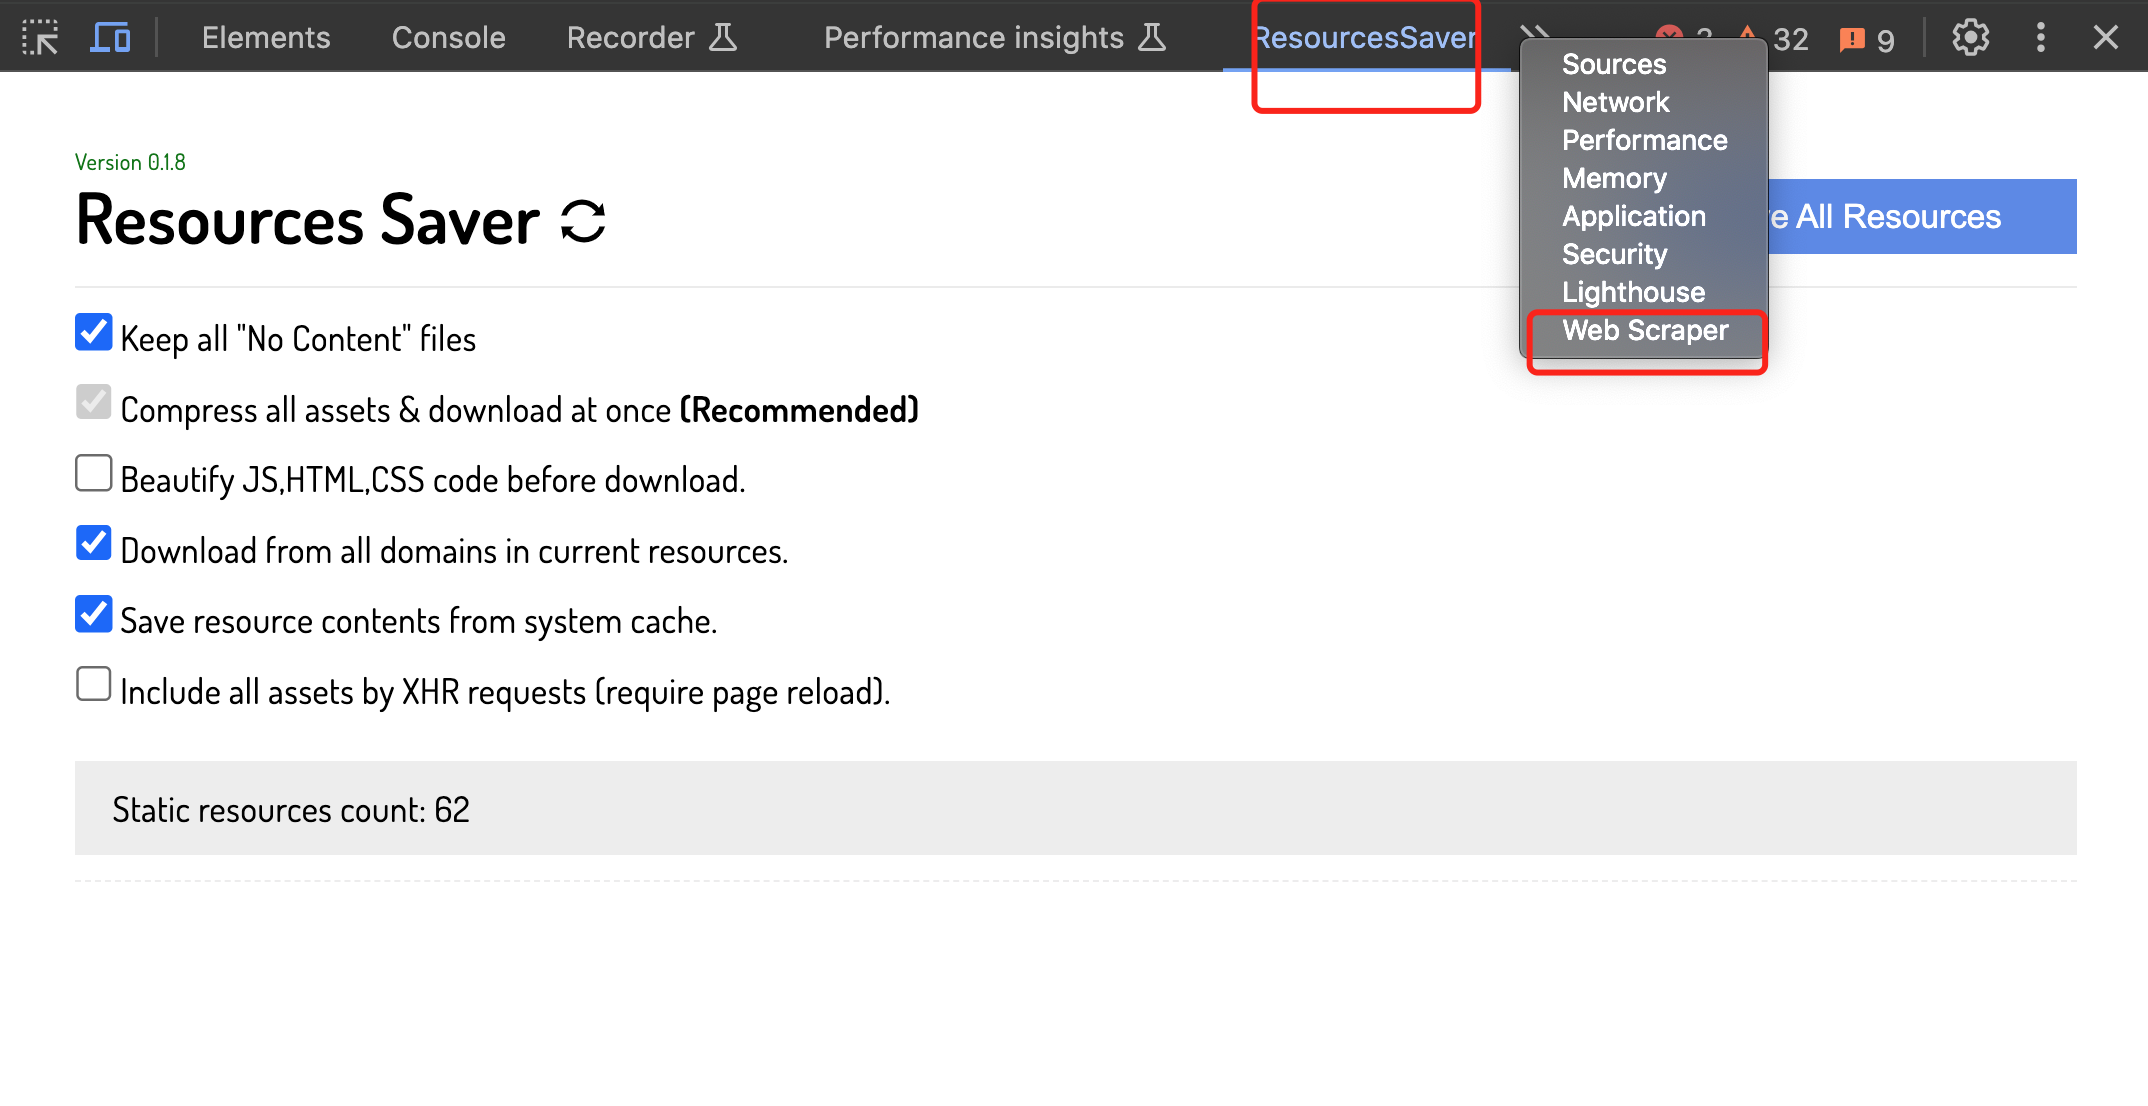 Elements Console Recorder Performance insights ResourcesSaver 32 9
Sources
Network
Performance
Memory
Application
Security
Lighthouse
Web Scraper
Version 0.1.8
Resources Saver
All Resources
Keep all "No Content" files
Compress all assets & download at once (Recommended)
Beautify JS,HTML,CSS code before download.
Download from all domains in current resources.
Save resource contents from system cache.
Include all assets by XHR requests (require page reload).
Static resources count: 62